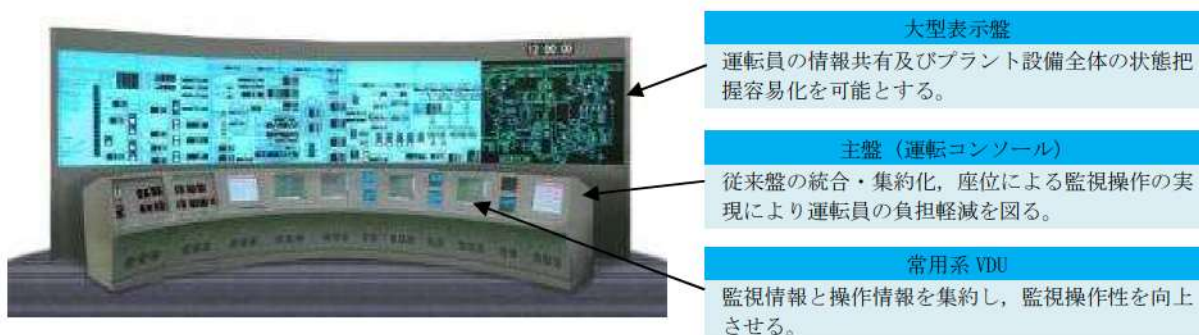 12:00:00
大型表示盤
運転員の情報共有及びプラント設備全体の状態把
握容易化を可能とする。
主盤（運転コンソール）
従来盤の統合・集約化，座位による監視操作の実
現により運転員の負担軽減を図る。
常用系 VDU
監視情報と操作情報を集約し，監視操作性を向上
させる。